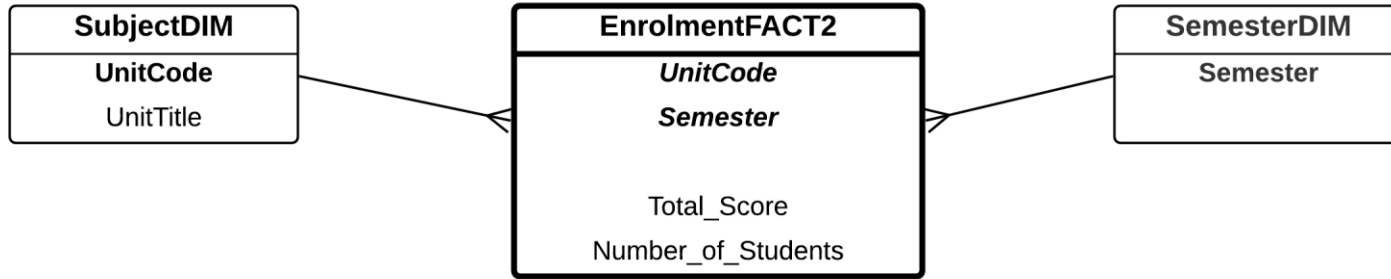 SubjectDIM
UnitCode
UnitTitle
EnrolmentFACT2
UnitCode
Semester
Total_Score
Number_of_Students
SemesterDIM
Semester